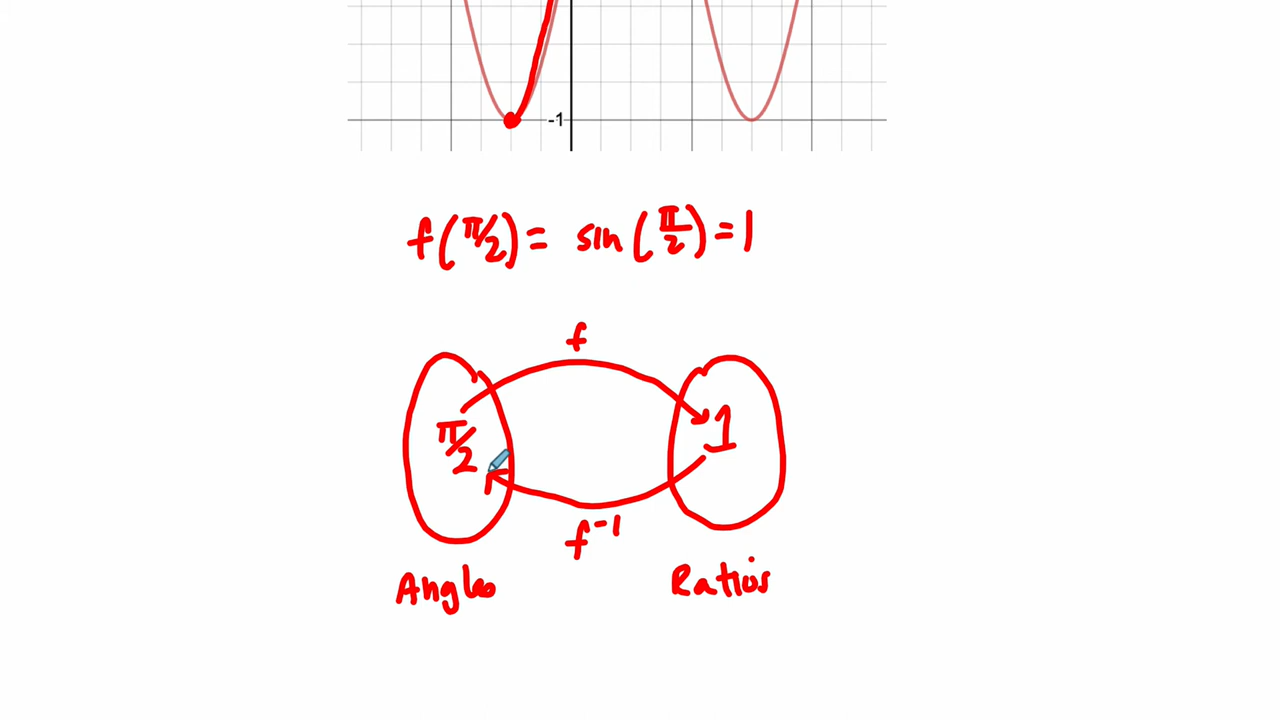 -1
f(π/2) = sin(π/2) = 1
f
π/2
1
f⁻¹
Angles
Ratios